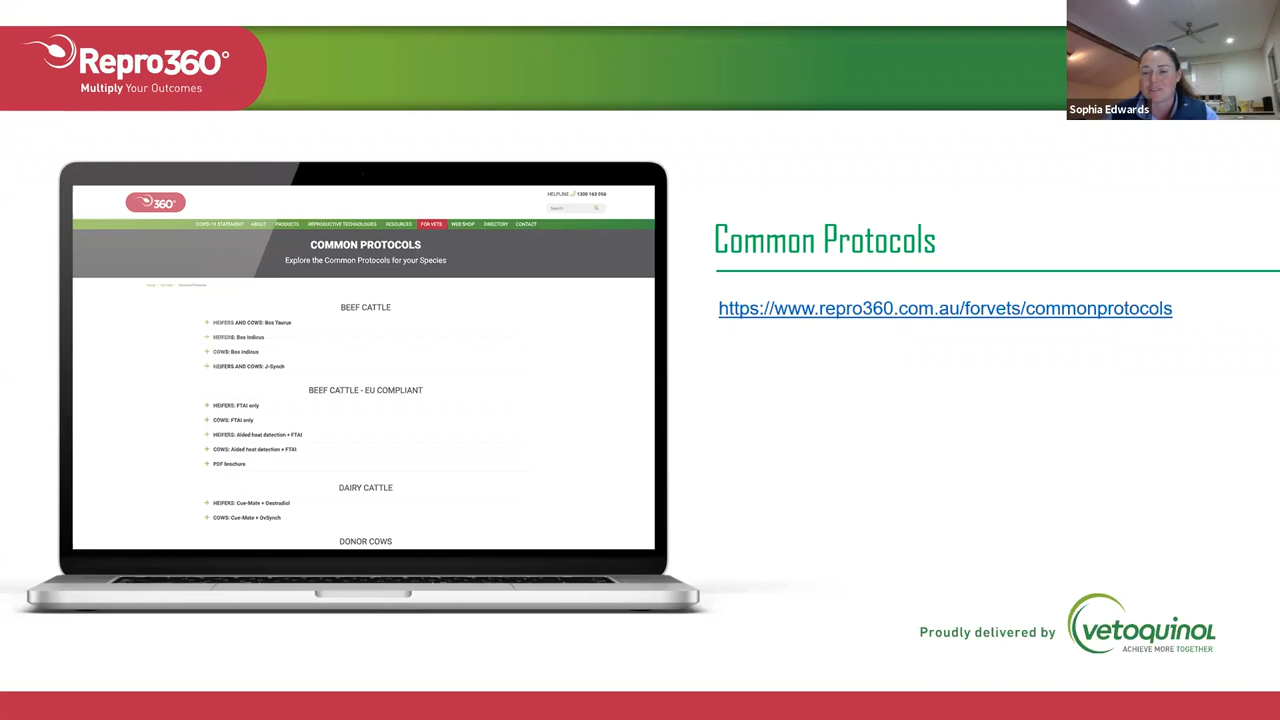 Repro360°
Multiply Your Outcomes
Sophia Edwards
360°
HELPLINE 1300 163 056
Search
COVID-19 STATEMENT ABOUT PRODUCTS REPRODUCTIVE TECHNOLOGIES RESOURCES FOR VETS WEB SHOP DIRECTORY CONTACT
COMMON PROTOCOLS
Explore the Common Protocols for your Species
Common Protocols
BEEF CATTLE
+ HEIFERS AND COWS: Bos Taurus
+ HEIFERS: Bos Indicus
+ COWS: Bos Indicus
+ HEIFERS AND COWS: J-Synch
BEEF CATTLE - EU COMPLIANT
+ HEIFERS: FTAI only
+ COWS: FTAI only
+ HEIFERS: Aided heat detection + FTAI
+ COWS: Aided heat detection + FTAI
+ PDF brochure
DAIRY CATTLE
+ HEIFERS: Cue-Mate + Oestradiol
+ COWS: Cue-Mate + OvSynch
DONOR COWS
Common Protocols
https://www.repro360.com.au/forvets/commonprotocols
Proudly delivered by
vetoquinol
ACHIEVE MORE TOGETHER